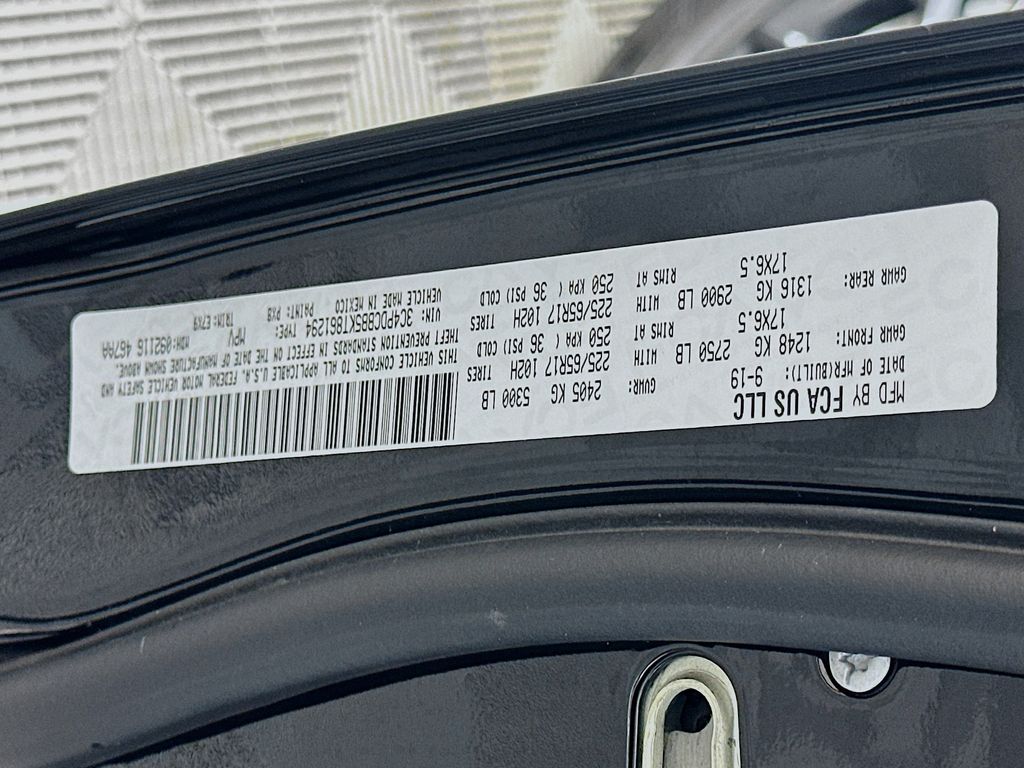 MFD BY FCA US LLC
DATE OF MFR(BUILT): 9-19 GVWR: 2405 KG 5300 LB
GAWR FRONT: 1248 KG 2750 LB WITH TIRES 225/65R17 102H
17X6.5 RIMS AT 250 KPA ( 36 PSI) COLD
GAWR REAR: 1316 KG 2900 LB WITH TIRES 225/65R17 102H
17X6.5 RIMS AT 250 KPA ( 36 PSI) COLD
THIS VEHICLE CONFORMS TO ALL APPLICABLE U.S.A. FEDERAL MOTOR VEHICLE SAFETY AND
THEFT PREVENTION STANDARDS IN EFFECT ON THE DATE OF MANUFACTURE SHOWN ABOVE.
VIN: 3C4PDCBB5KT861294 TYPE: MPV MDH:092116 467AA
VEHICLE MADE IN MEXICO PAINT: PX8 TRIM: E7X9